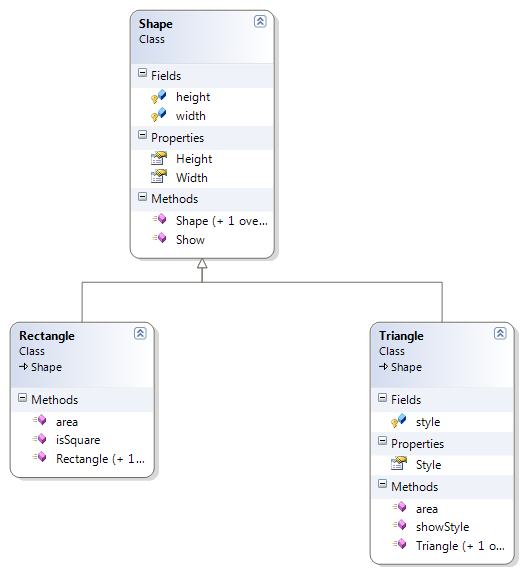 Shape
Class
Fields
height
width
Properties
Height
Width
Methods
Shape (+ 1 ove...
Show
Rectangle
Class
Shape
Methods
area
isSquare
Rectangle (+ 1...
Triangle
Class
Shape
Fields
style
Properties
Style
Methods
area
showStyle
Triangle (+ 1 o...